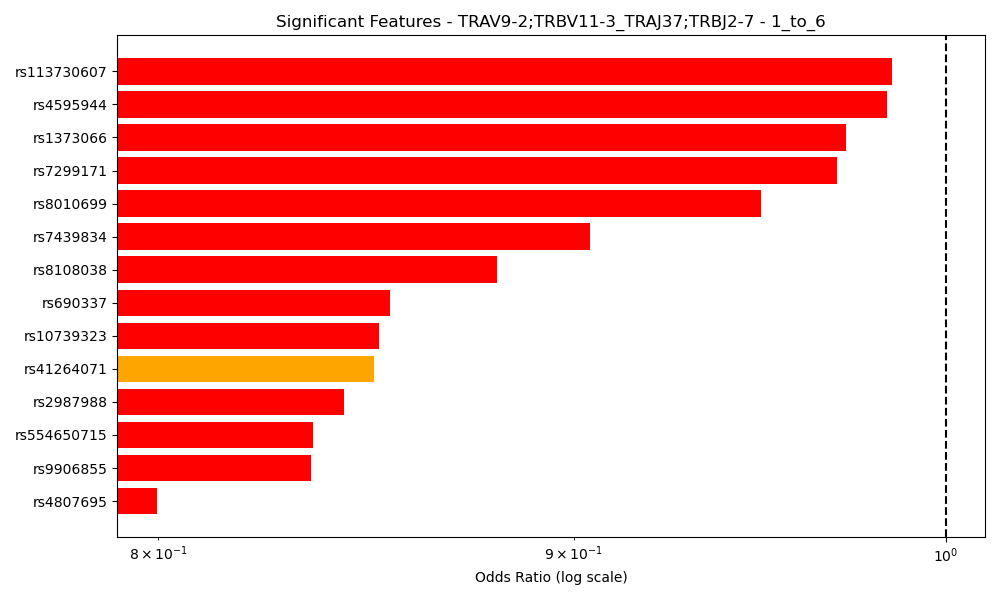 Significant Features - TRAV9-2;TRBV11-3_TRAJ37;TRBJ2-7 - 1_to_6
rs113730607
rs4595944
rs1373066
rs7299171
rs8010699
rs7439834
rs8108038
rs690337
rs10739323
rs41264071
rs2987988
rs554650715
rs9906855
rs4807695
8 × 10⁻¹ 9 × 10⁻¹ 10⁰
Odds Ratio (log scale)